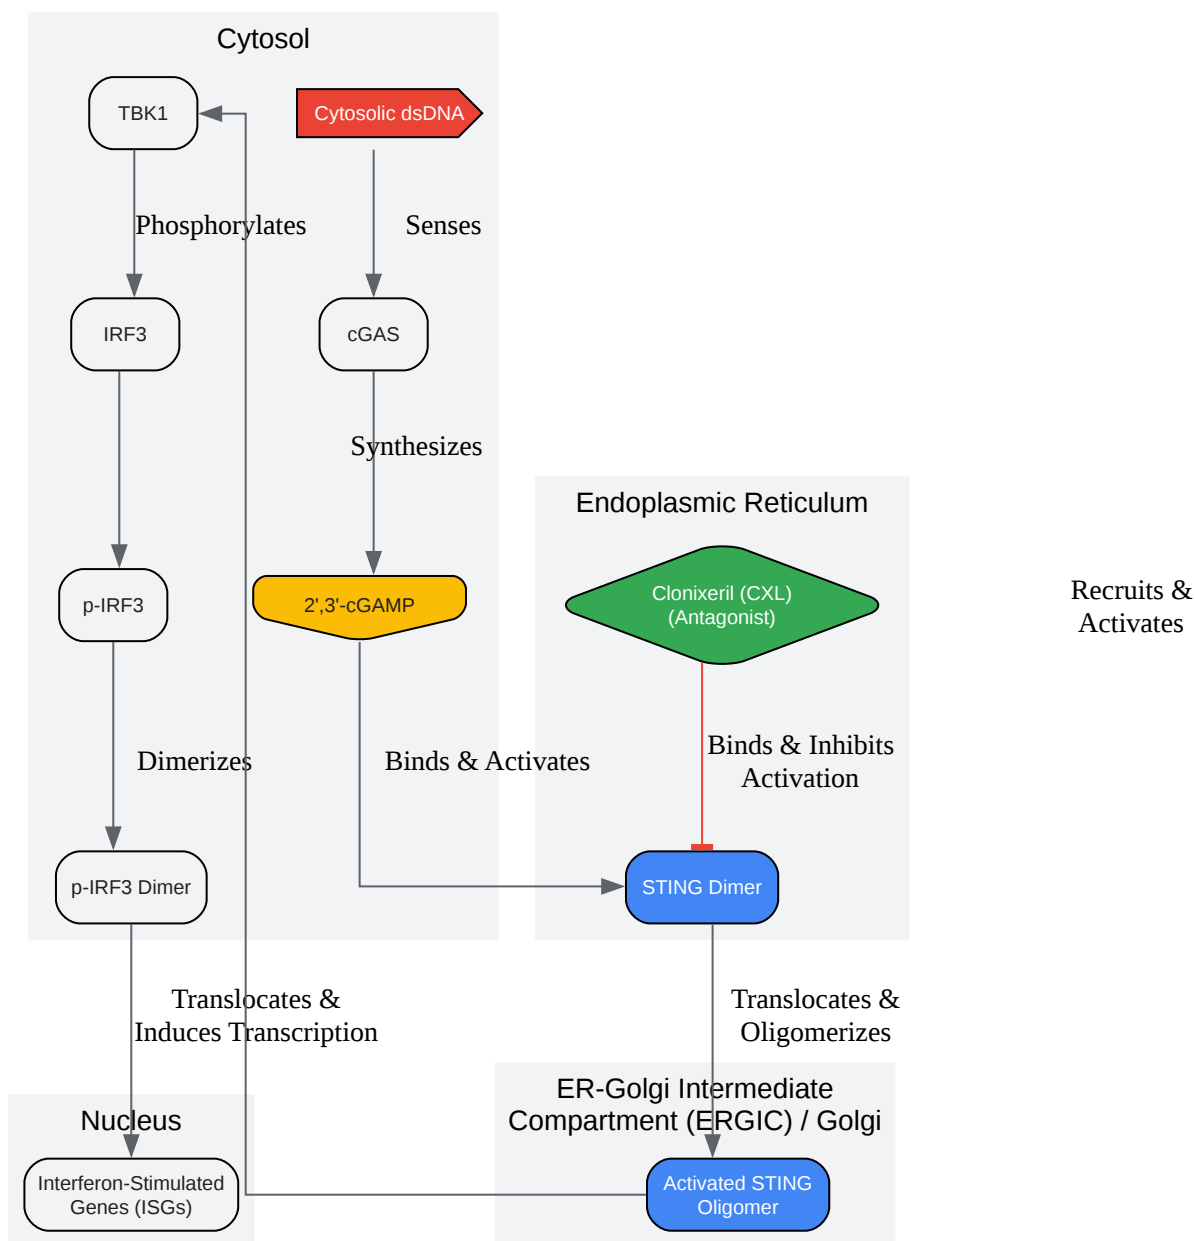 Cytosol
TBK1
Cytosolic dsDNA
Phosphorylates
Senses
IRF3
cGAS
Synthesizes
Endoplasmic Reticulum
p-IRF3
2',3'-cGAMP
Clonixeril (CXL)
(Antagonist)
Recruits &
Activates
Dimerizes
Binds & Activates
Binds & Inhibits
Activation
p-IRF3 Dimer
STING Dimer
Translocates &
Induces Transcription
Translocates &
Oligomerizes
Nucleus
ER-Golgi Intermediate
Compartment (ERGIC) / Golgi
Interferon-Stimulated
Genes (ISGs)
Activated STING
Oligomer